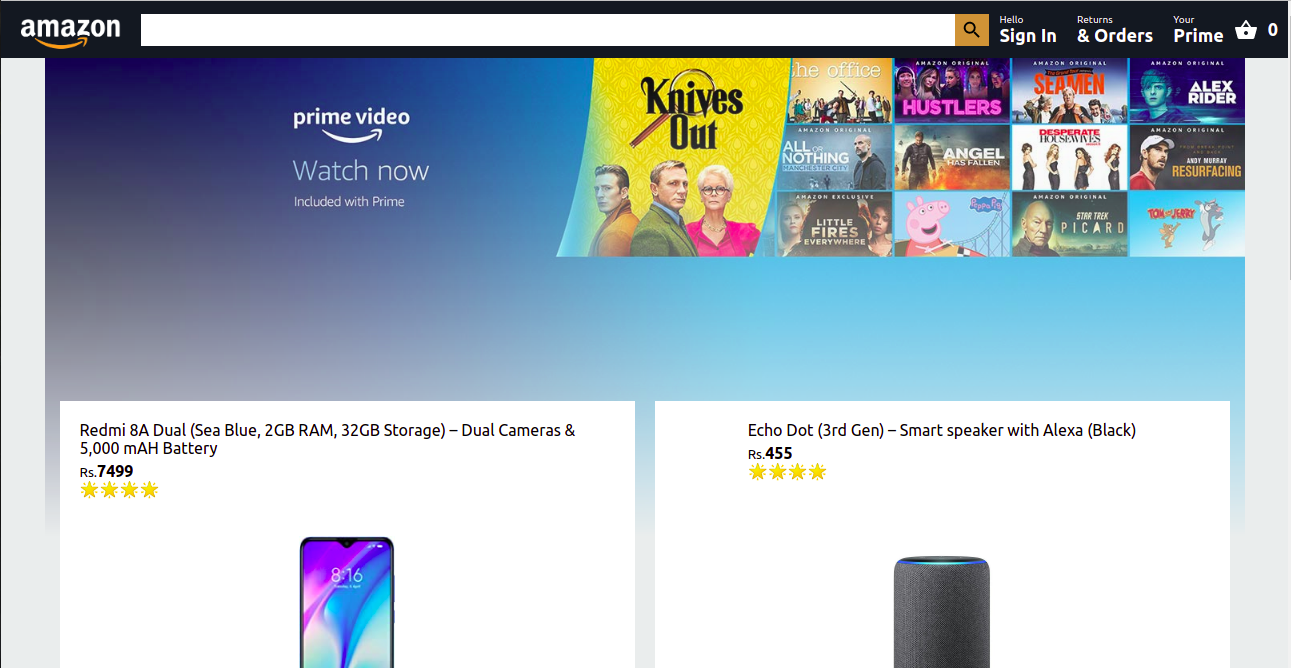 amazon
Hello
Sign In
Returns
& Orders
Your
Prime
0
prime video
Watch now
Included with Prime
Knives
Out
the office
AMAZON ORIGINAL
HUSTLERS
AMAZON ORIGINAL
The Grand Tour
SEAMEN
AMAZON ORIGINAL
ALEX
RIDER
AMAZON ORIGINAL
ALL OR
NOTHING
MANCHESTER CITY
ANGEL
HAS FALLEN
DESPERATE
HOUSEWIVES
AMAZON ORIGINAL
ANDY MURRAY
RESURFACING
AMAZON EXCLUSIVE
LITTLE
FIRES
EVERYWHERE
Peppa Pig
AMAZON ORIGINAL
STAR TREK
PICARD
TOM and JERRY
Redmi 8A Dual (Sea Blue, 2GB RAM, 32GB Storage) – Dual Cameras &
5,000 mAH Battery
Rs.7499
8:16
Echo Dot (3rd Gen) – Smart speaker with Alexa (Black)
Rs.455